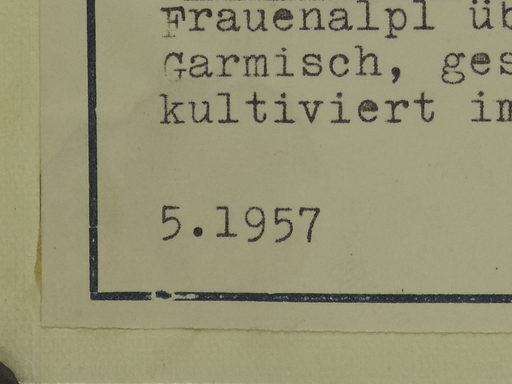 Frauenalpl üb
Garmisch, ges
kultiviert im
5.1957